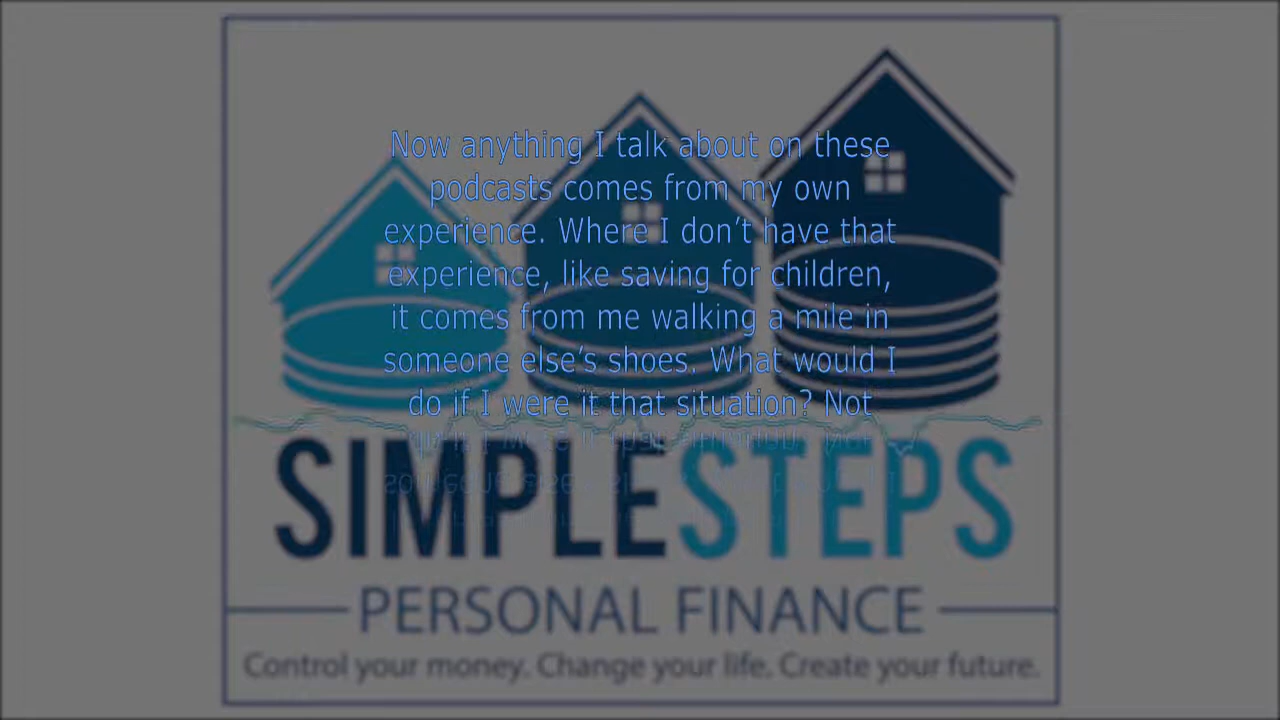 Now anything I talk about on these
podcasts comes from my own
experience. Where I don’t have that
experience, like saving for children,
it comes from me walking a mile in
someone else’s shoes. What would I
do if I were it that situation? Not
SIMPLESTEPS
PERSONAL FINANCE
Control your money. Change your life. Create your future.